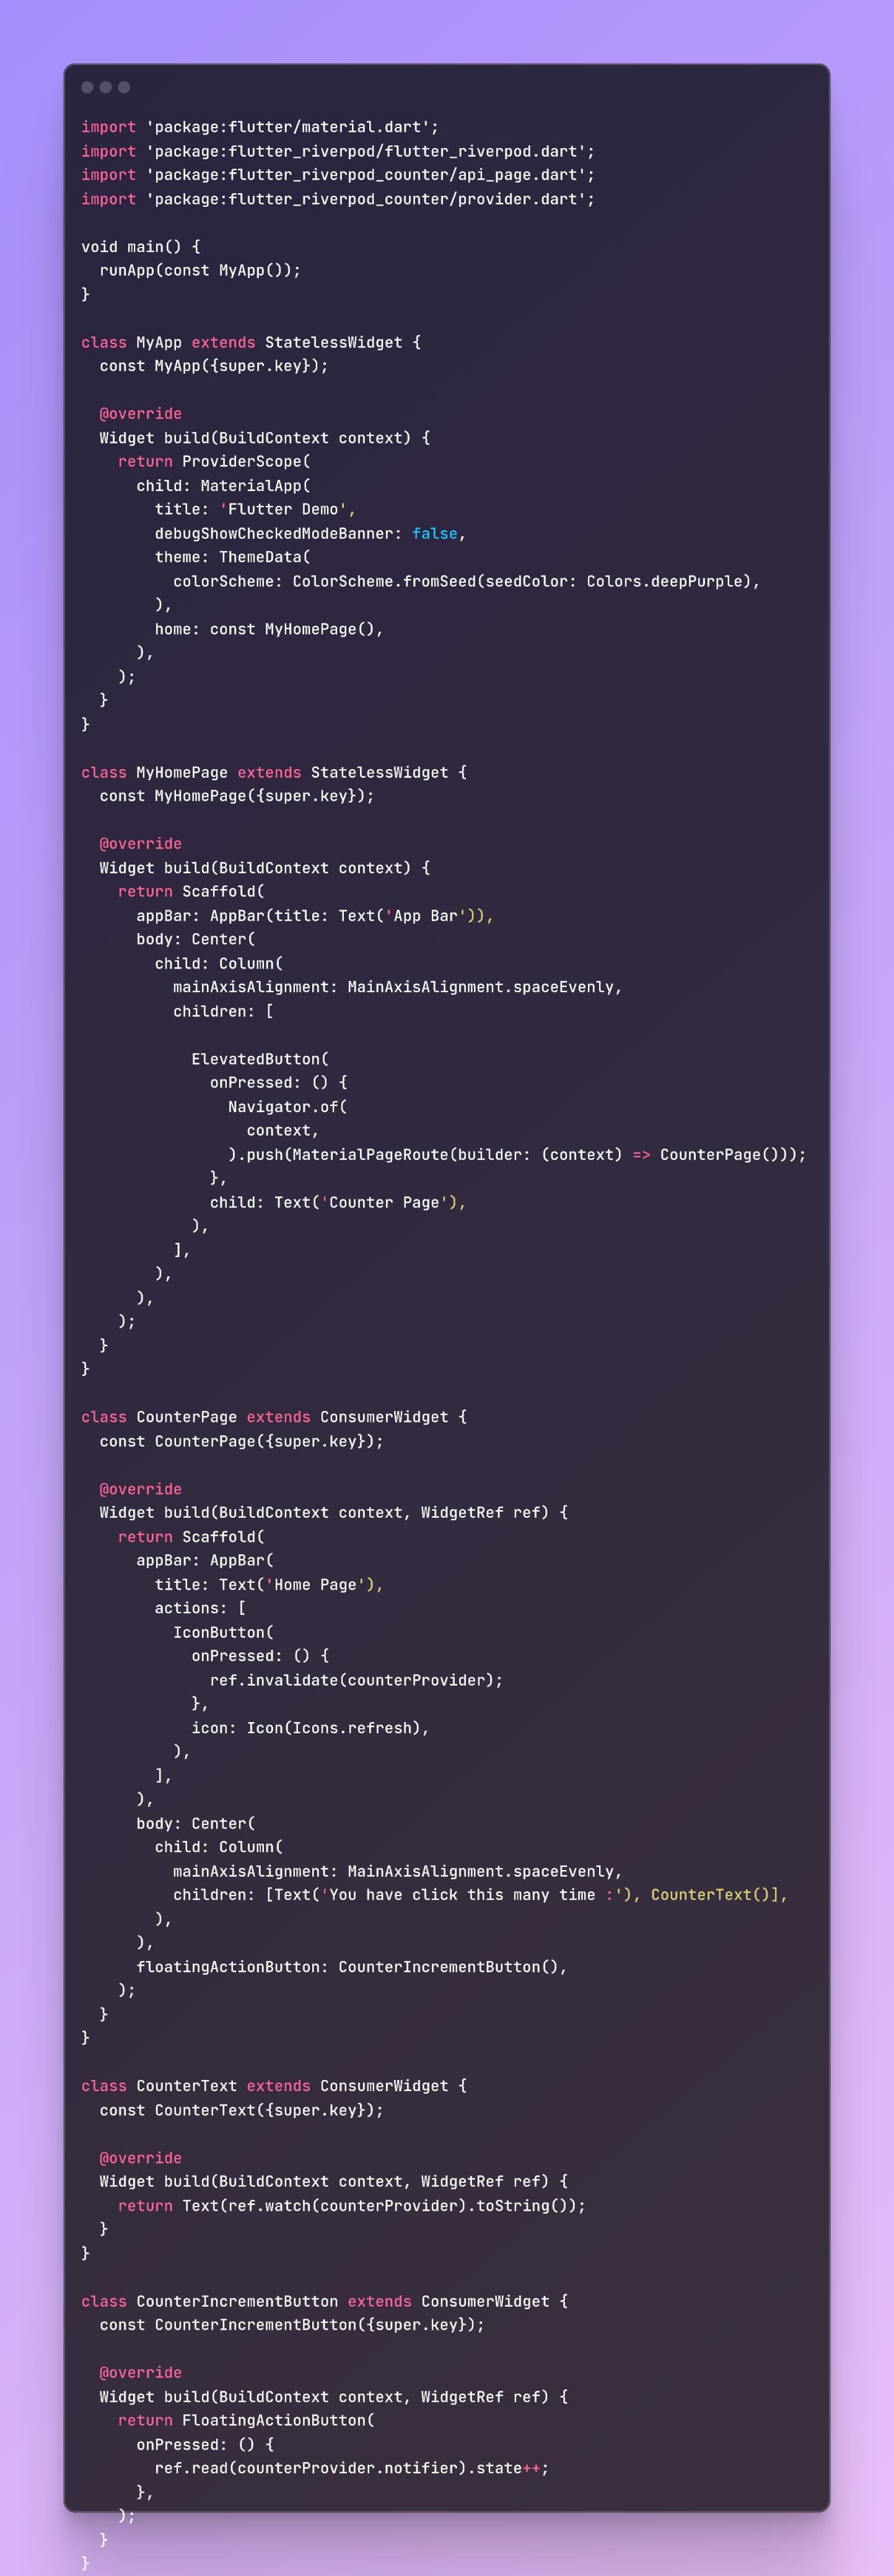 import 'package:flutter/material.dart';
import 'package:flutter_riverpod/flutter_riverpod.dart';
import 'package:flutter_riverpod_counter/api_page.dart';
import 'package:flutter_riverpod_counter/provider.dart';

void main() {
  runApp(const MyApp());
}

class MyApp extends StatelessWidget {
  const MyApp({super.key});

  @override
  Widget build(BuildContext context) {
    return ProviderScope(
      child: MaterialApp(
        title: 'Flutter Demo',
        debugShowCheckedModeBanner: false,
        theme: ThemeData(
          colorScheme: ColorScheme.fromSeed(seedColor: Colors.deepPurple),
        ),
        home: const MyHomePage(),
      ),
    );
  }
}

class MyHomePage extends StatelessWidget {
  const MyHomePage({super.key});

  @override
  Widget build(BuildContext context) {
    return Scaffold(
      appBar: AppBar(title: Text('App Bar')),
      body: Center(
        child: Column(
          mainAxisAlignment: MainAxisAlignment.spaceEvenly,
          children: [

            ElevatedButton(
              onPressed: () {
                Navigator.of(
                  context,
                ).push(MaterialPageRoute(builder: (context) => CounterPage()));
              },
              child: Text('Counter Page'),
            ),
          ],
        ),
      ),
    );
  }
}

class CounterPage extends ConsumerWidget {
  const CounterPage({super.key});

  @override
  Widget build(BuildContext context, WidgetRef ref) {
    return Scaffold(
      appBar: AppBar(
        title: Text('Home Page'),
        actions: [
          IconButton(
            onPressed: () {
              ref.invalidate(counterProvider);
            },
            icon: Icon(Icons.refresh),
          ),
        ],
      ),
      body: Center(
        child: Column(
          mainAxisAlignment: MainAxisAlignment.spaceEvenly,
          children: [Text('You have click this many time :'), CounterText()],
        ),
      ),
      floatingActionButton: CounterIncrementButton(),
    );
  }
}

class CounterText extends ConsumerWidget {
  const CounterText({super.key});

  @override
  Widget build(BuildContext context, WidgetRef ref) {
    return Text(ref.watch(counterProvider).toString());
  }
}

class CounterIncrementButton extends ConsumerWidget {
  const CounterIncrementButton({super.key});

  @override
  Widget build(BuildContext context, WidgetRef ref) {
    return FloatingActionButton(
      onPressed: () {
        ref.read(counterProvider.notifier).state++;
      },
    );
  }
}